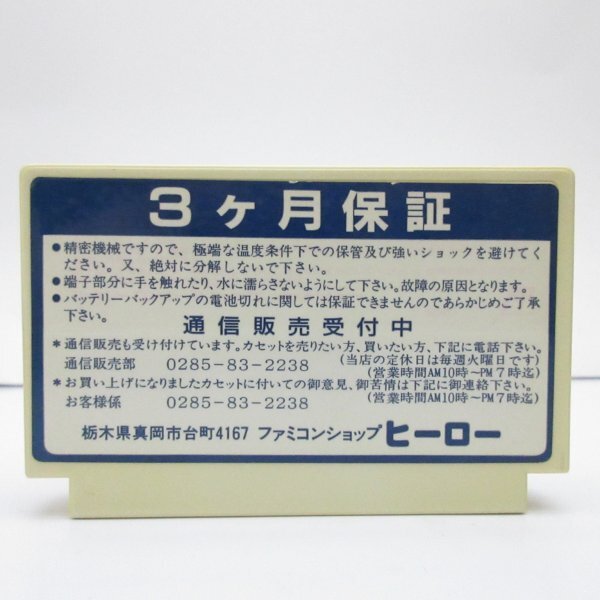 3ヶ月保証
●精密機械ですので、極端な温度条件下での保管及び強いショックを避けてく
ださい。又、絶対に分解しないで下さい。
●端子部分に手を触れたり、水に濡らさないようにして下さい。故障の原因となります。
●バッテリーバックアップの電池切れに関しては保証できませんのであらかじめご了承
下さい。
通信販売受付中
＊通信販売も受け付けています。カセットを売りたい方、買いたい方、下記に電話下さい。
通信販売部 0285-83-2238 (当店の定休日は毎週火曜日です)
(営業時間AM10時〜PM7時迄)
＊お買い上げになりましたカセットに付いての御意見、御苦情は下記に御連絡下さい。
お客様係 0285-83-2238 (営業時間AM10時〜PM7時迄)
栃木県真岡市台町4167 ファミコンショップ ヒーロー